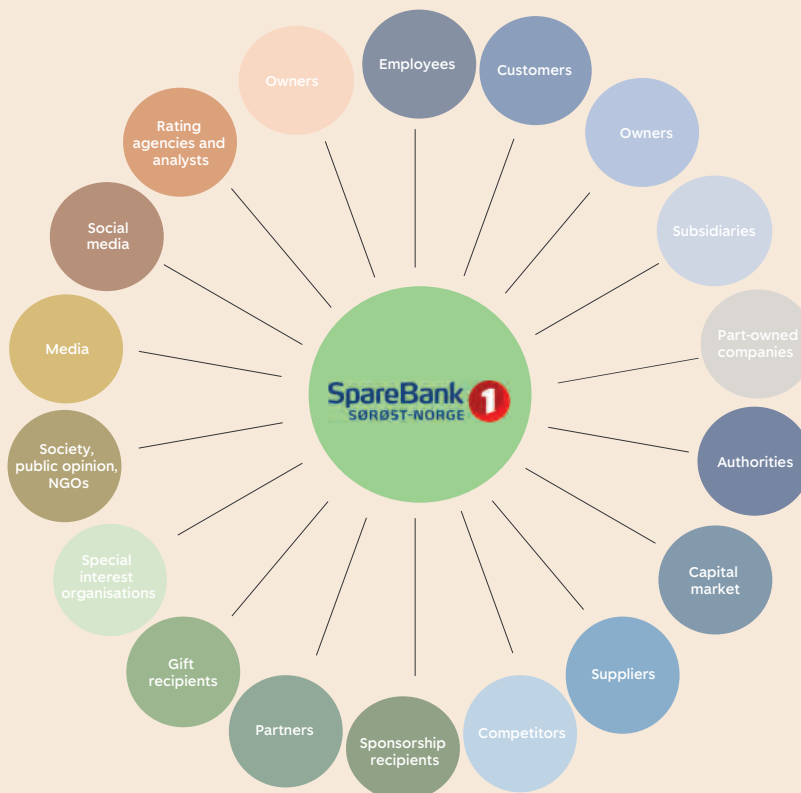 Employees
Customers
Owners
Subsidiaries
Part-owned
companies
Authorities
Capital
market
Suppliers
Competitors
Sponsorship
recipients
Partners
Gift
recipients
Special
interest
organisations
Society,
public opinion,
NGOs
Media
Social
media
Rating
agencies and
analysts
Owners
SpareBank 1
SØRØST-NORGE